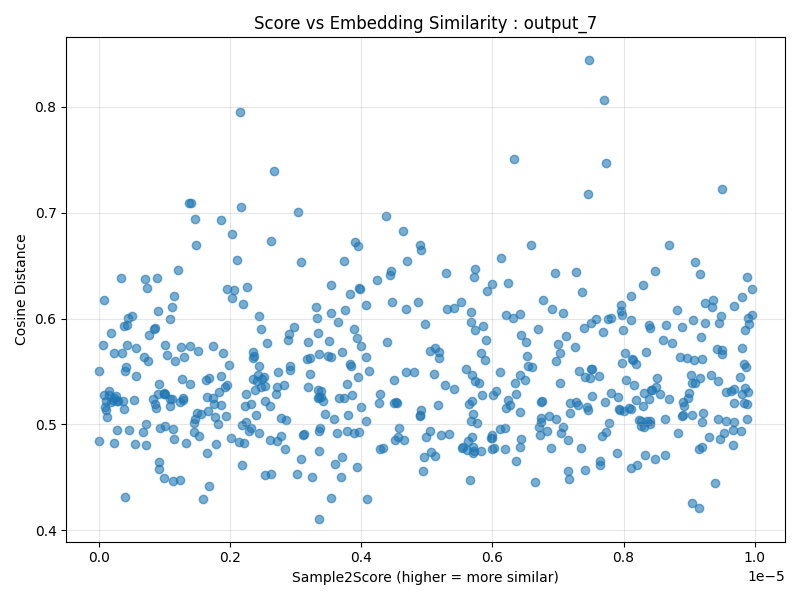 Score vs Embedding Similarity : output_7
Cosine Distance
0.8
0.7
0.6
0.5
0.4
0.0 0.2 0.4 0.6 0.8 1.0
1e−5
Sample2Score (higher = more similar)